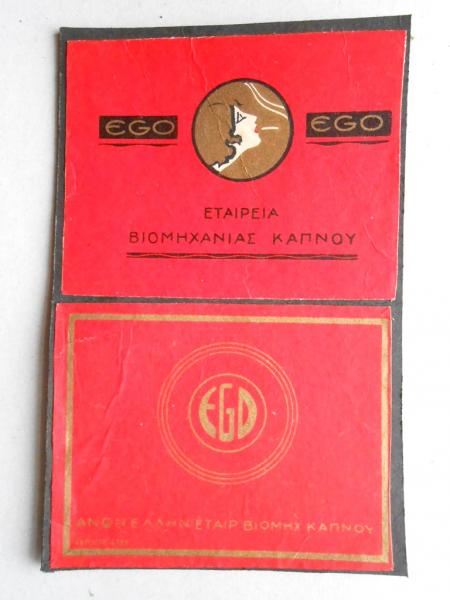 EGO EGO
ΕΤΑΙΡΕΙΑ
ΒΙΟΜΗΧΑΝΙΑΣ ΚΑΠΝΟΥ
EGO
ΑΝΩΝ ΕΛΛΗΝ ΕΤΑΙΡ ΒΙΟΜΗΧ ΚΑΠΝΟΥ